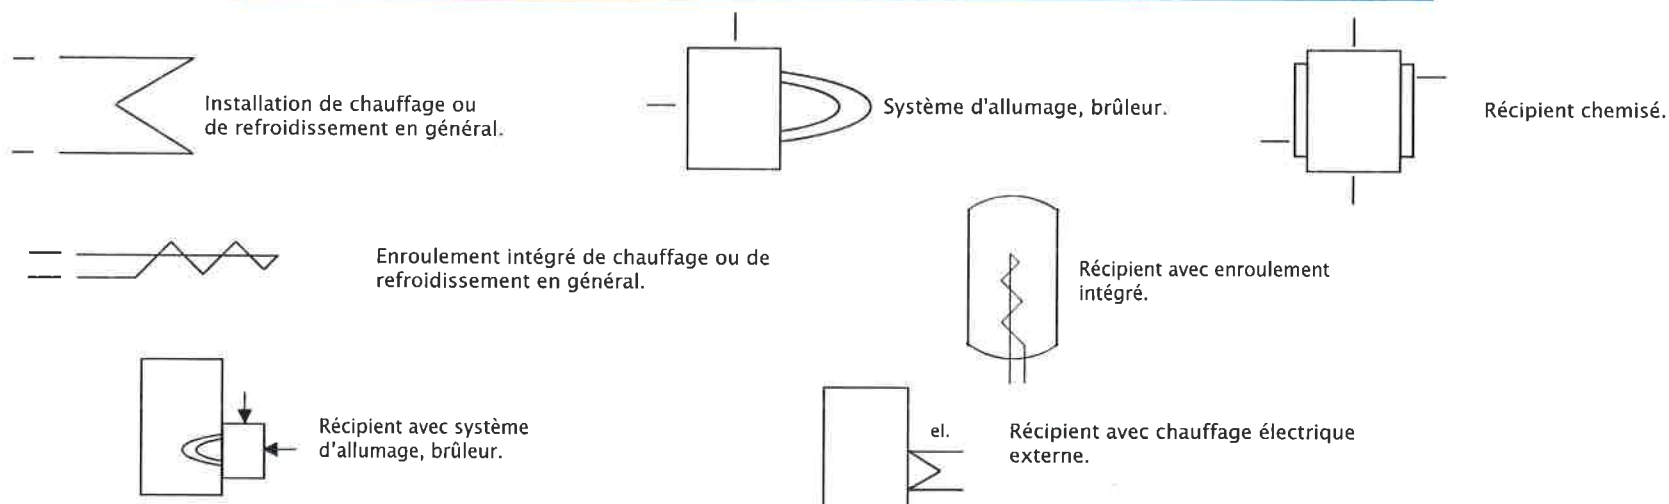 Installation de chauffage ou
de refroidissement en général.
Système d'allumage, brûleur.
Récipient chemisé.
Enroulement intégré de chauffage ou de
refroidissement en général.
Récipient avec enroulement
intégré.
Récipient avec système
d'allumage, brûleur.
el.
Récipient avec chauffage électrique
externe.